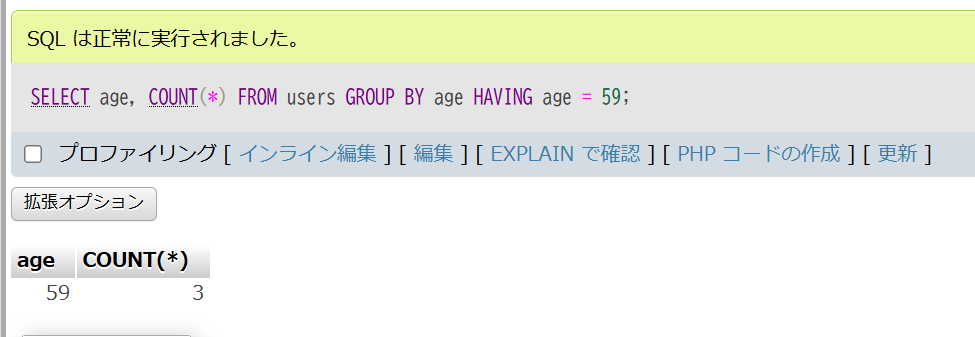 SQL は正常に実行されました。
SELECT age, COUNT(*) FROM users GROUP BY age HAVING age = 59;
プロファイリング [ インライン編集 ] [ 編集 ] [ EXPLAIN で確認 ] [ PHP コードの作成 ] [ 更新 ]
拡張オプション
age COUNT(*)
59 3